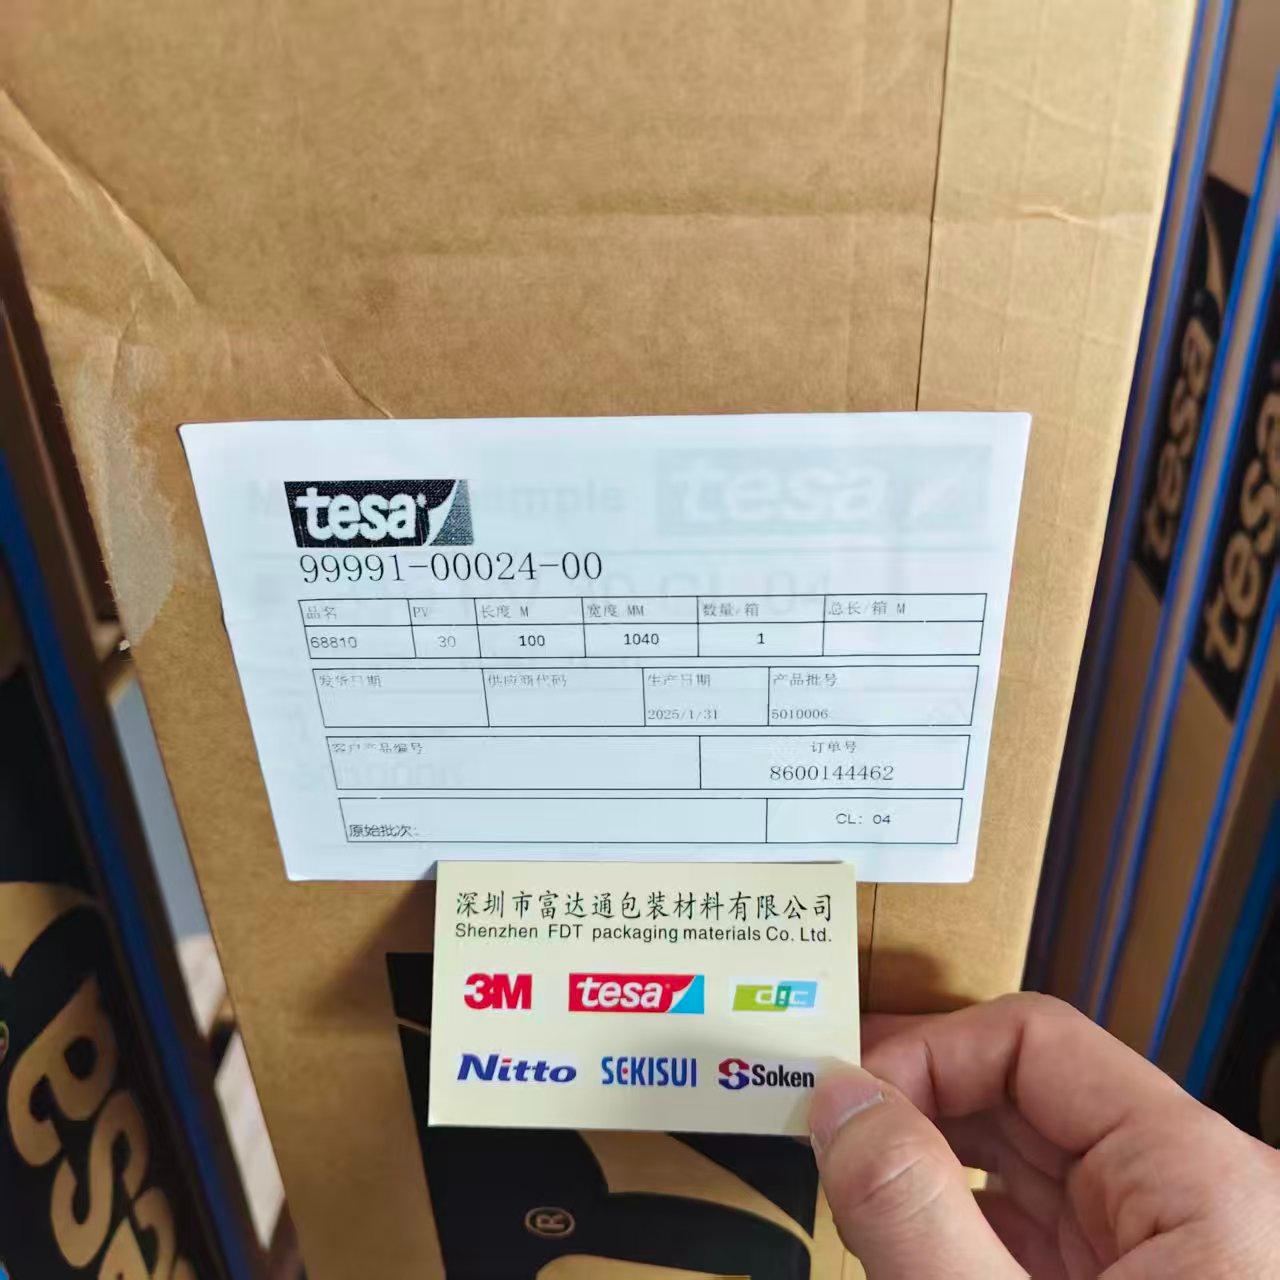 tesa
99991-00024-00
品名 PV 长度 M 宽度 MM 数量/箱 总长/箱 M
68810 30 100 1040 1
发货日期 供应商代码 生产日期 产品批号
2025/1/31 5010006
客户产品编号 订单号
8600144462
原始批次: CL: 04
深圳市富达通包装材料有限公司
Shenzhen FDT packaging materials Co. Ltd.
3M tesa dic
Nitto SEKISUI Soken
®
tesa
tesa